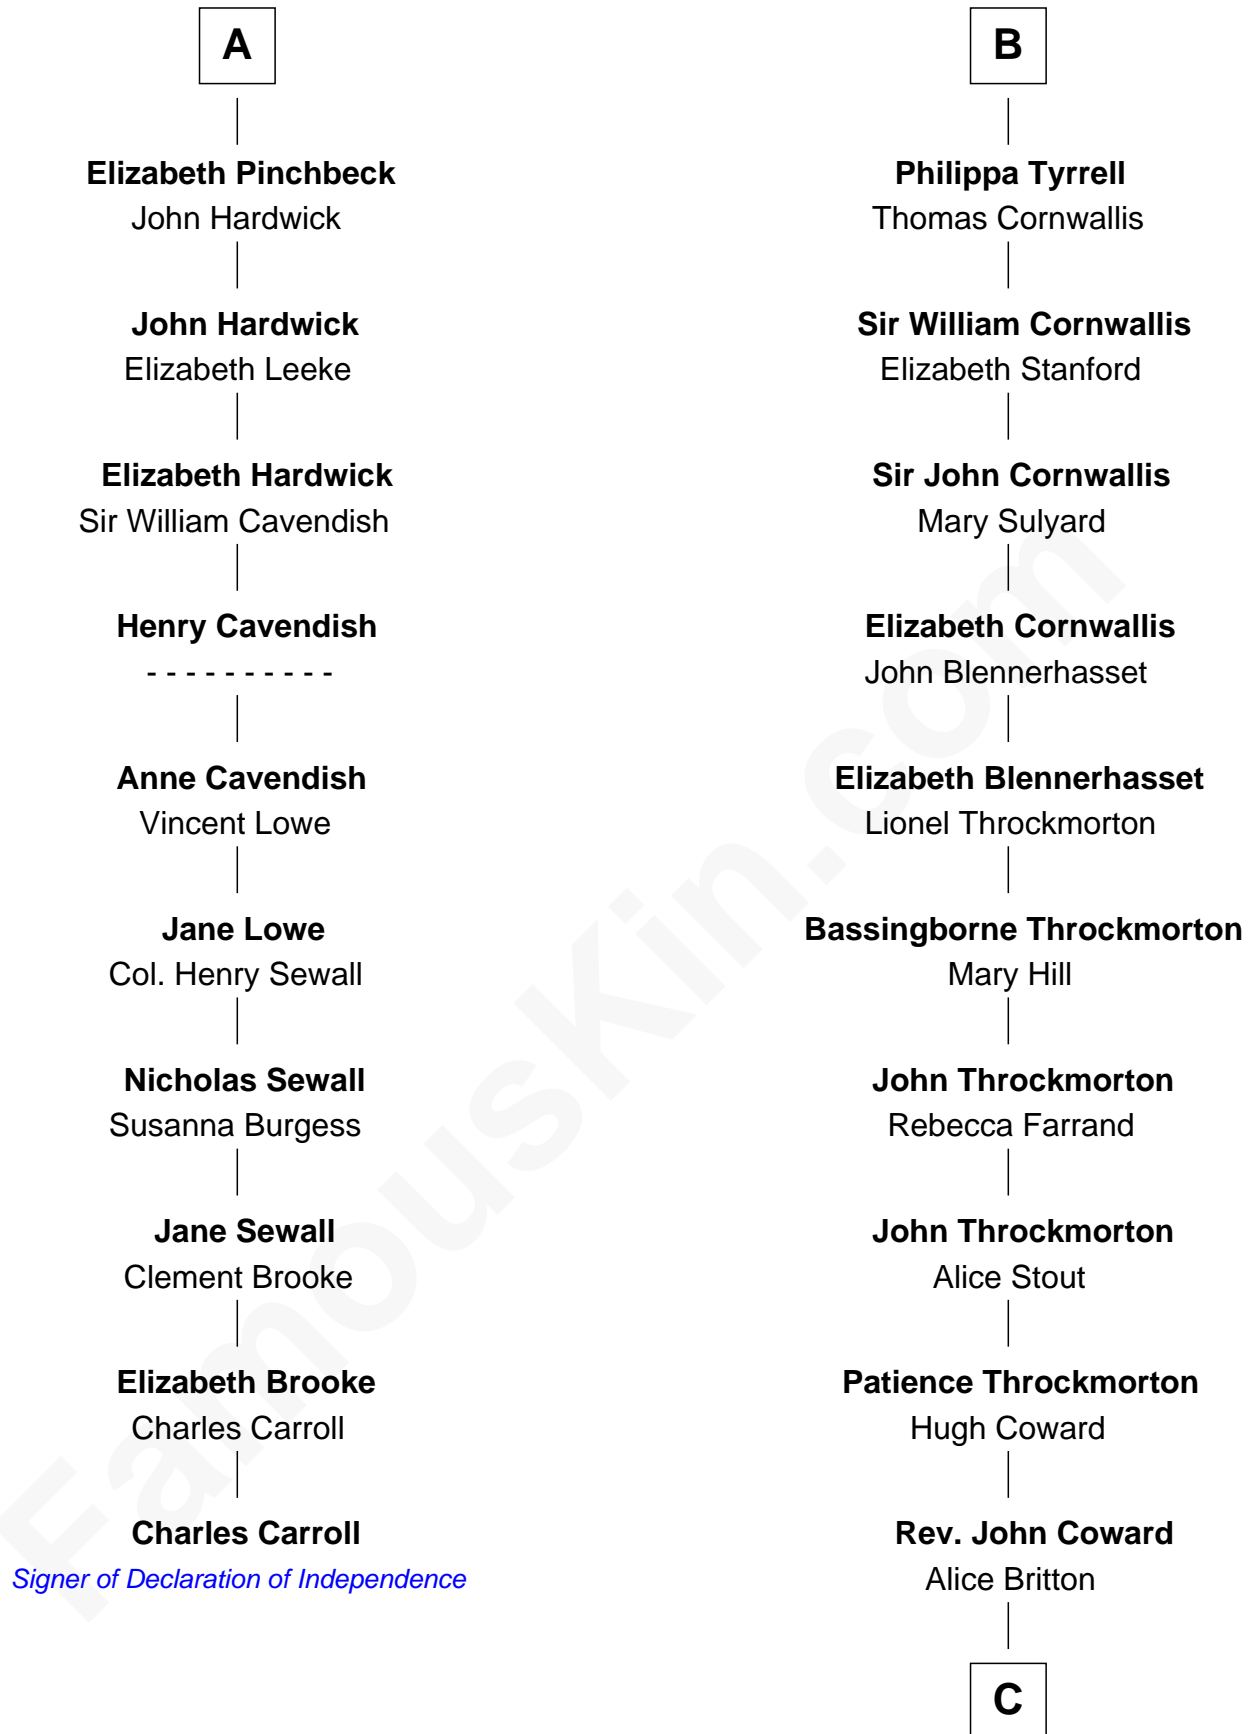 A
Elizabeth Pinchbeck
John Hardwick
John Hardwick
Elizabeth Leeke
Elizabeth Hardwick
Sir William Cavendish
Henry Cavendish
- - - - - - - - - -
Anne Cavendish
Vincent Lowe
Jane Lowe
Col. Henry Sewall
Nicholas Sewall
Susanna Burgess
Jane Sewall
Clement Brooke
Elizabeth Brooke
Charles Carroll
Charles Carroll
Signer of Declaration of Independence
B
Philippa Tyrrell
Thomas Cornwallis
Sir William Cornwallis
Elizabeth Stanford
Sir John Cornwallis
Mary Sulyard
Elizabeth Cornwallis
John Blennerhasset
Elizabeth Blennerhasset
Lionel Throckmorton
Bassingborne Throckmorton
Mary Hill
John Throckmorton
Rebecca Farrand
John Throckmorton
Alice Stout
Patience Throckmorton
Hugh Coward
Rev. John Coward
Alice Britton
C
FamousKin.com